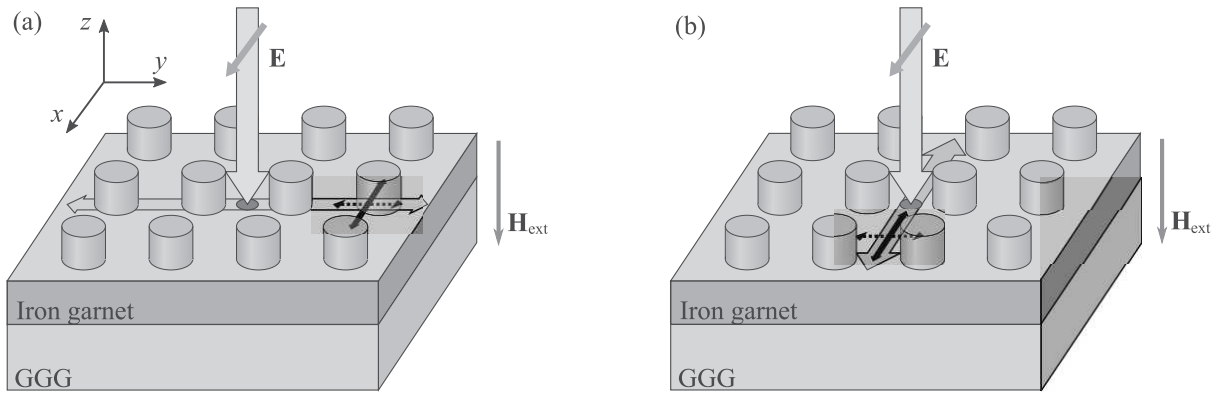 (a)
z
y
x
E
H_ext
Iron garnet
GGG
(b)
E
H_ext
Iron garnet
GGG